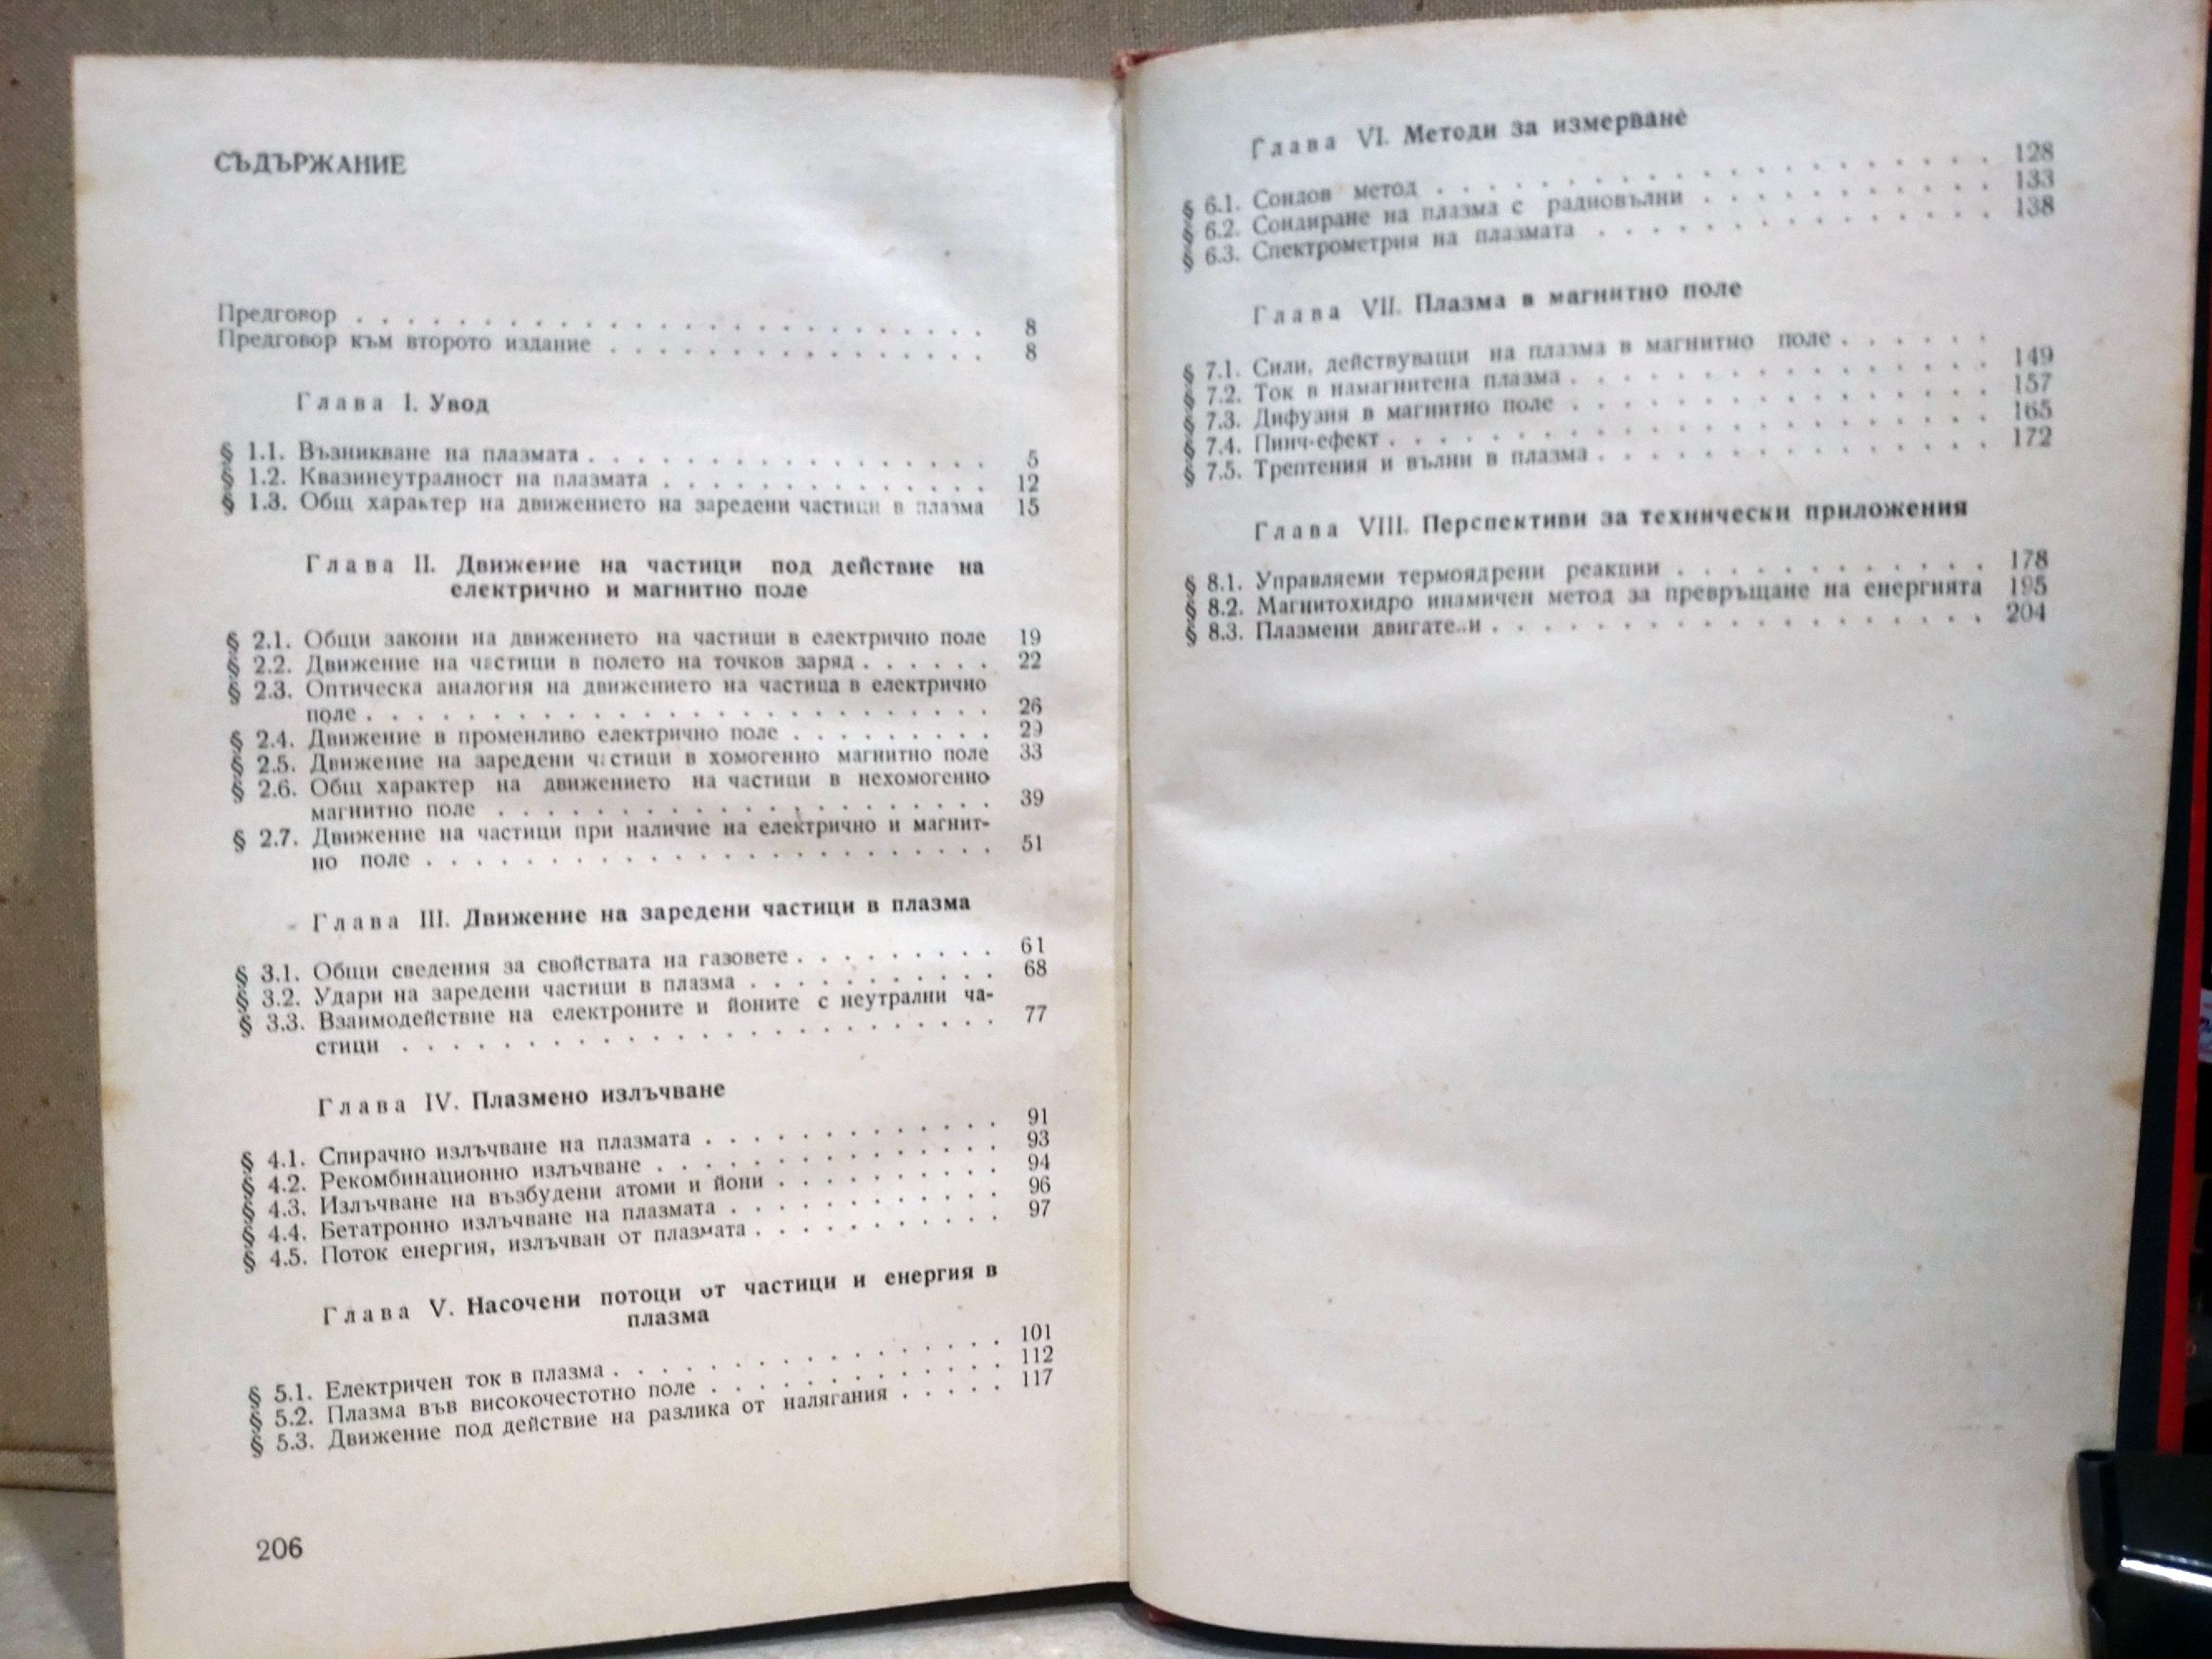 СЪДЪРЖАНИЕ
Предговор . . . . . . . . . . . . . . . . . . . . . . . . . . 8
Предговор към второто издание . . . . . . . . . . . . . . . . 8
Глава I. Увод
§ 1.1. Възникване на плазмата . . . . . . . . . . . . . . . . 5
§ 1.2. Квазинеутралност на плазмата . . . . . . . . . . . . . . 12
§ 1.3. Общ характер на движението на заредени частици в плазма 15
Глава II. Движение на частици под действие на
електрично и магнитно поле
§ 2.1. Общи закони на движението на частици в електрично поле 19
§ 2.2. Движение на частици в полето на точков заряд . . . . . . 22
§ 2.3. Оптическа аналогия на движението на частица в електрично
поле . . . . . . . . . . . . . . . . . . . . . . . . . 26
§ 2.4. Движение в променливо електрично поле . . . . . . . . . 29
§ 2.5. Движение на заредени частици в хомогенно магнитно поле 33
§ 2.6. Общ характер на движението на частици в нехомогенно
магнитно поле . . . . . . . . . . . . . . . . . . . . 39
§ 2.7. Движение на частици при наличие на електрично и магнит-
но поле . . . . . . . . . . . . . . . . . . . . . . . 51
Глава III. Движение на заредени частици в плазма
§ 3.1. Общи сведения за свойствата на газовете . . . . . . . . 61
§ 3.2. Удари на заредени частици в плазма . . . . . . . . . . 68
§ 3.3. Взаимодействие на електроните и йоните с неутрални ча-
стици . . . . . . . . . . . . . . . . . . . . . . . . 77
Глава IV. Плазмено излъчване
§ 4.1. Спирачно излъчване на плазмата . . . . . . . . . . . . 91
§ 4.2. Рекомбинационно излъчване . . . . . . . . . . . . . . 93
§ 4.3. Излъчване на възбудени атоми и йони . . . . . . . . . 94
§ 4.4. Бетатронно излъчване на плазмата . . . . . . . . . . . 96
§ 4.5. Поток енергия, излъчван от плазмата . . . . . . . . . . 97
Глава V. Насочени потоци от частици и енергия в
плазма
§ 5.1. Електричен ток в плазма . . . . . . . . . . . . . . . . 101
§ 5.2. Плазма във високочестотно поле . . . . . . . . . . . . 112
§ 5.3. Движение под действие на разлика от налягания . . . . . 117
206
Глава VI. Методи за измерване
§ 6.1. Сондов метод . . . . . . . . . . . . . . . . . . . . . . 128
§ 6.2. Сондиране на плазма с радиовълни . . . . . . . . . . . . 133
§ 6.3. Спектрометрия на плазмата . . . . . . . . . . . . . . . 138
Глава VII. Плазма в магнитно поле
§ 7.1. Сили, действуващи на плазма в магнитно поле . . . . . .
§ 7.2. Ток в намагнитена плазма . . . . . . . . . . . . . . . . 149
§ 7.3. Дифузия в магнитно поле . . . . . . . . . . . . . . . . 157
§ 7.4. Пинч-ефект . . . . . . . . . . . . . . . . . . . . . . . 165
§ 7.5. Трептения и вълни в плазма . . . . . . . . . . . . . . . 172
Глава VIII. Перспективи за технически приложения
§ 8.1. Управляеми термоядрени реакции . . . . . . . . . . . . 178
§ 8.2. Магнитохидро инамичен метод за превръщане на енергията 195
§ 8.3. Плазмени двигате и . . . . . . . . . . . . . . . . . . . 204